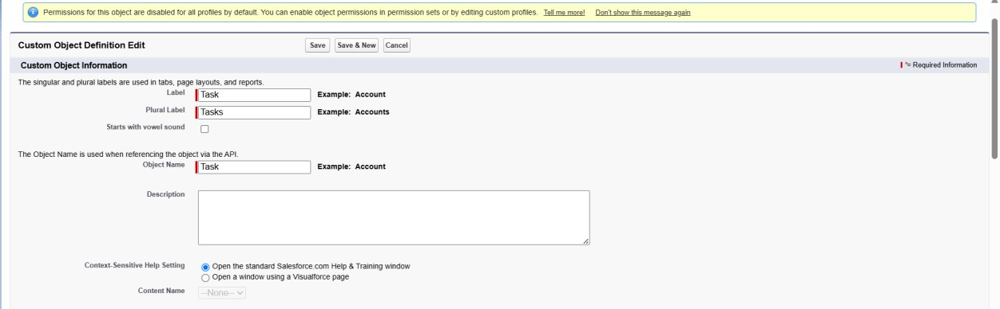 Permissions for this object are disabled for all profiles by default. You can enable object permissions in permission sets or by editing custom profiles. Tell me more! Don't show this message again
Custom Object Definition Edit Save Save & New Cancel
Custom Object Information *= Required Information
The singular and plural labels are used in tabs, page layouts, and reports.
Label Task Example: Account
Plural Label Tasks Example: Accounts
Starts with vowel sound
The Object Name is used when referencing the object via the API.
Object Name Task Example: Account
Description
Context-Sensitive Help Setting Open the standard Salesforce.com Help & Training window
Open a window using a Visualforce page
Content Name --None--